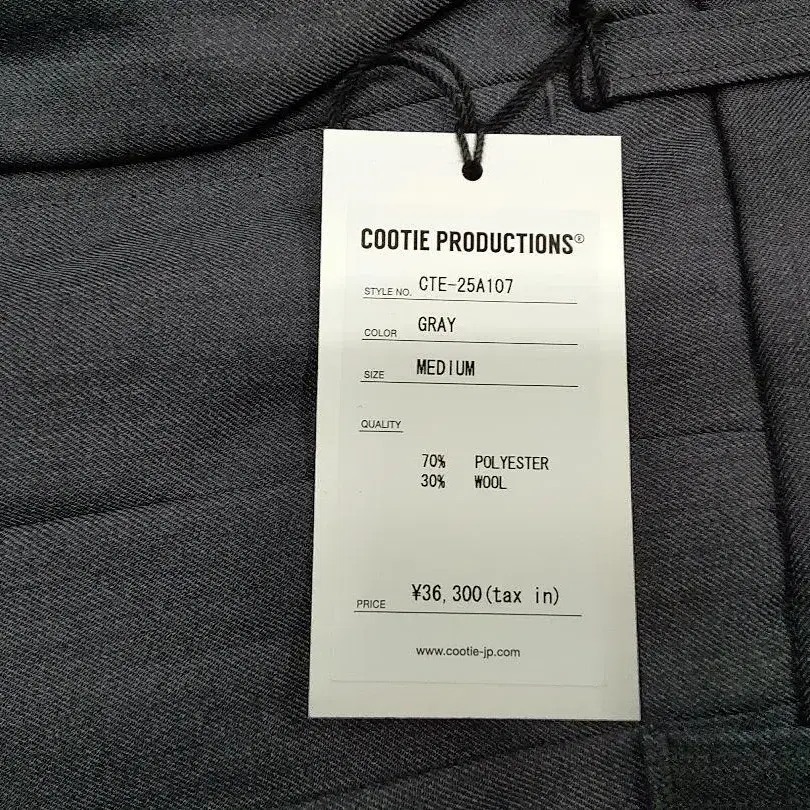 COOTIE PRODUCTIONS®
STYLE NO. CTE-25A107
COLOR GRAY
SIZE MEDIUM
QUALITY
70% POLYESTER
30% WOOL
PRICE ¥36,300(tax in)
www.cootie-jp.com